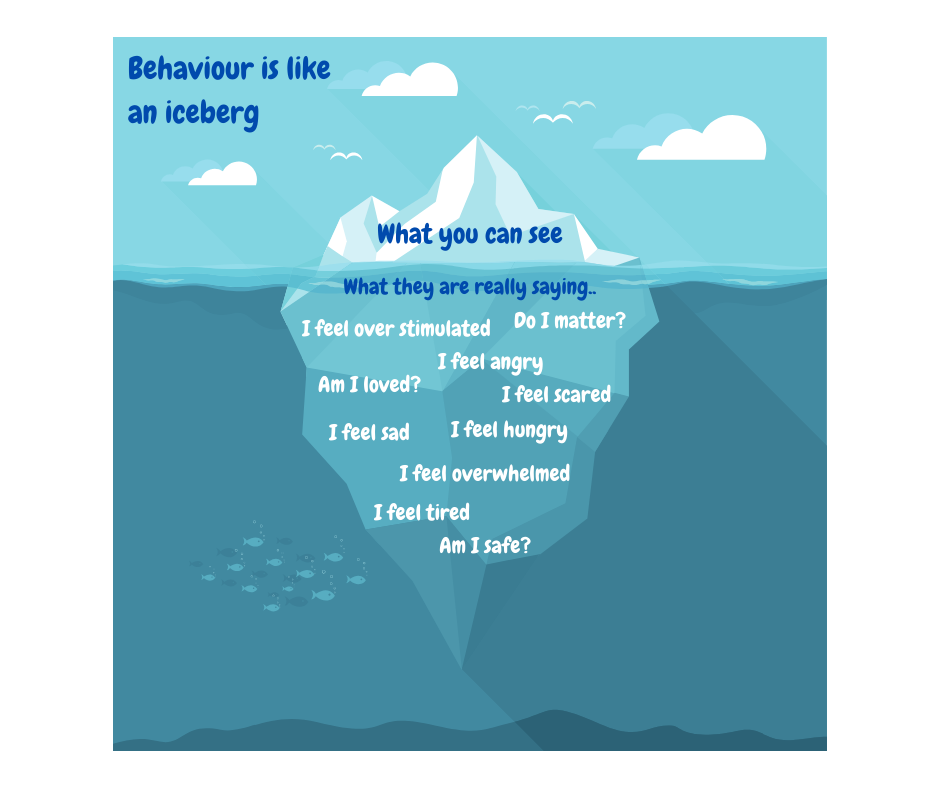 Behaviour is like
an iceberg
What you can see
What they are really saying..
I feel over stimulated
Do I matter?
I feel angry
Am I loved?
I feel scared
I feel sad
I feel hungry
I feel overwhelmed
I feel tired
Am I safe?